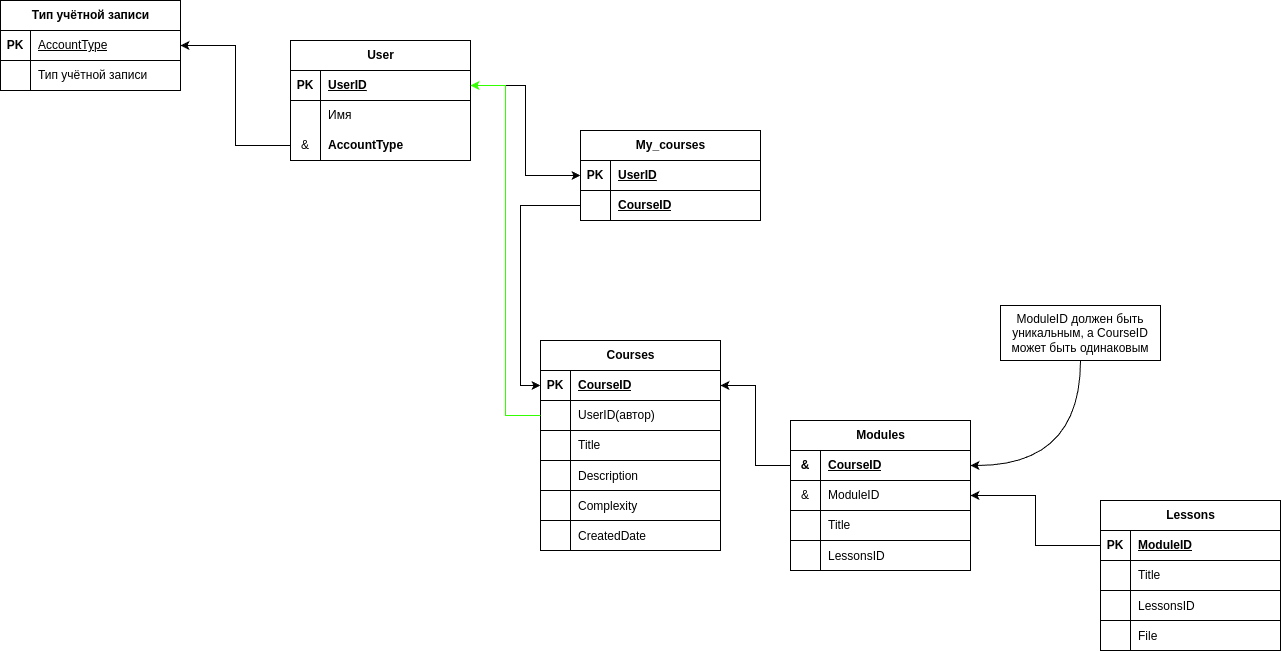 Тип учётной записи
PK AccountType
Тип учётной записи
User
PK UserID
Имя
& AccountType
My_courses
PK UserID
CourseID
Courses
PK CourseID
UserID(автор)
Title
Description
Complexity
CreatedDate
ModuleID должен быть
уникальным, а CourseID
может быть одинаковым
Modules
& CourseID
& ModuleID
Title
LessonsID
Lessons
PK ModuleID
Title
LessonsID
File